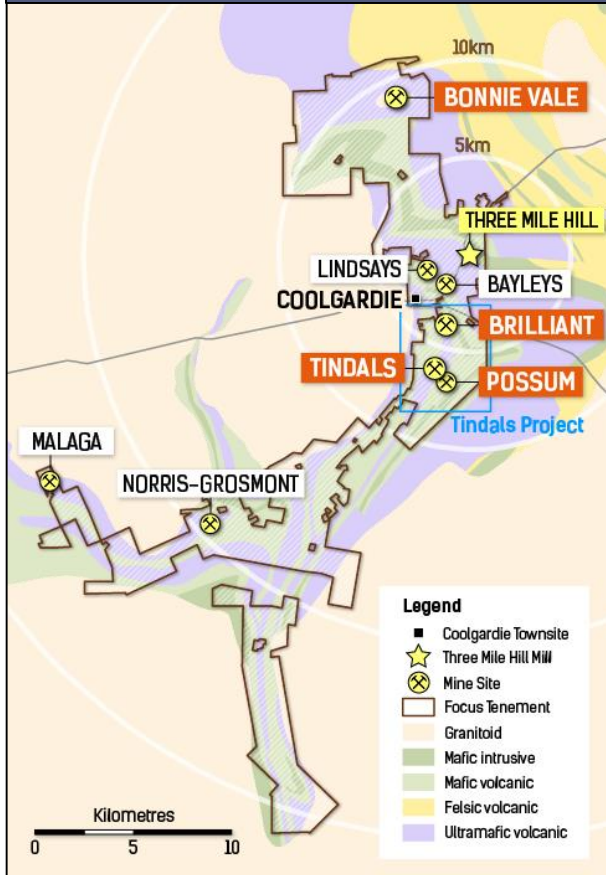 10km
BONNIE VALE
5km
THREE MILE HILL
LINDSAYS
BAYLEYS
COOLGARDIE
BRILLIANT
TINDALS
POSSUM
Tindals Project
MALAGA
NORRIS-GROSMONT
Legend
Coolgardie Townsite
Three Mile Hill Mill
Mine Site
Focus Tenement
Granitoid
Mafic intrusive
Mafic volcanic
Felsic volcanic
Ultramafic volcanic
Kilometres
0 5 10